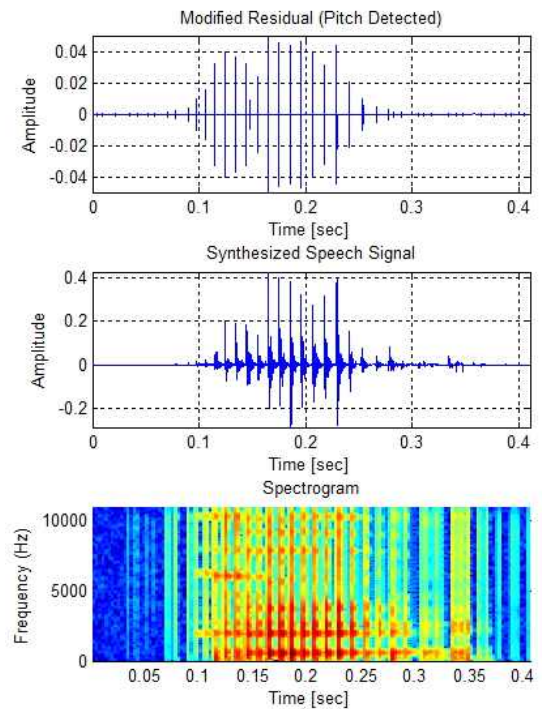 Modified Residual (Pitch Detected)
0.04
0.02
0
-0.02
-0.04
Amplitude
0 0.1 0.2 0.3 0.4
Time [sec]
Synthesized Speech Signal
0.4
0.2
0
-0.2
Amplitude
0 0.1 0.2 0.3 0.4
Time [sec]
Spectrogram
10000
5000
0
Frequency (Hz)
0.05 0.1 0.15 0.2 0.25 0.3 0.35 0.4
Time [sec]